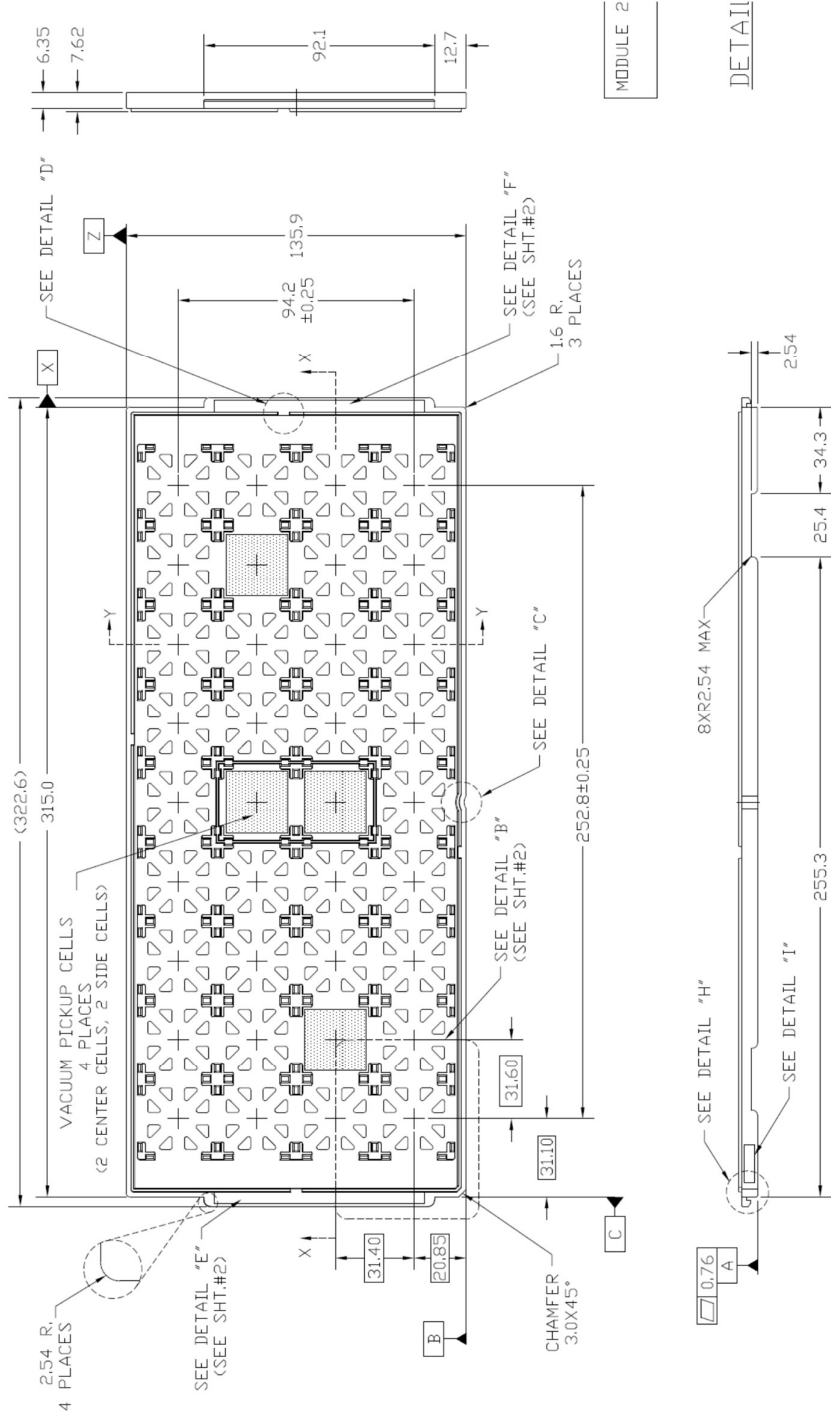 (322.6)
315.0
2.54 R,
4 PLACES
VACUUM PICKUP CELLS
4 PLACES
(2 CENTER CELLS, 2 SIDE CELLS)
X
Z
SEE DETAIL "D"
6.35
7.62
SEE DETAIL "E"
(SEE SHT.#2)
X
Y
Y
X
94.2
±0.25
135.9
92.1
12.7
SEE DETAIL "F"
(SEE SHT.#2)
1.6 R,
3 PLACES
31.40
20.85
B
CHAMFER
3.0X45°
C
31.10
31.60
SEE DETAIL "B"
(SEE SHT.#2)
252.8±0.25
SEE DETAIL "C"
MODULE 2
DETAIL
SEE DETAIL "H"
SEE DETAIL "I"
8XR2.54 MAX
0.76
A
255.3
25.4
34.3
2.54